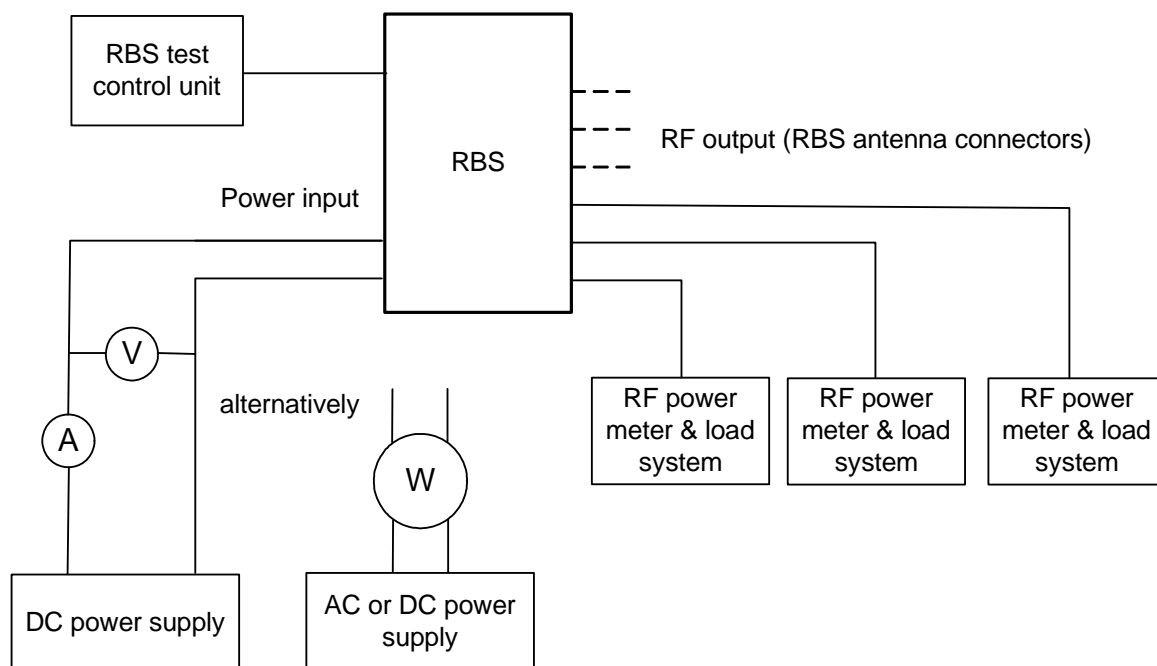 RBS test
control unit
RBS
RF output (RBS antenna connectors)
Power input
V
alternatively
A
W
RF power
meter & load
system
RF power
meter & load
system
RF power
meter & load
system
DC power supply
AC or DC power
supply